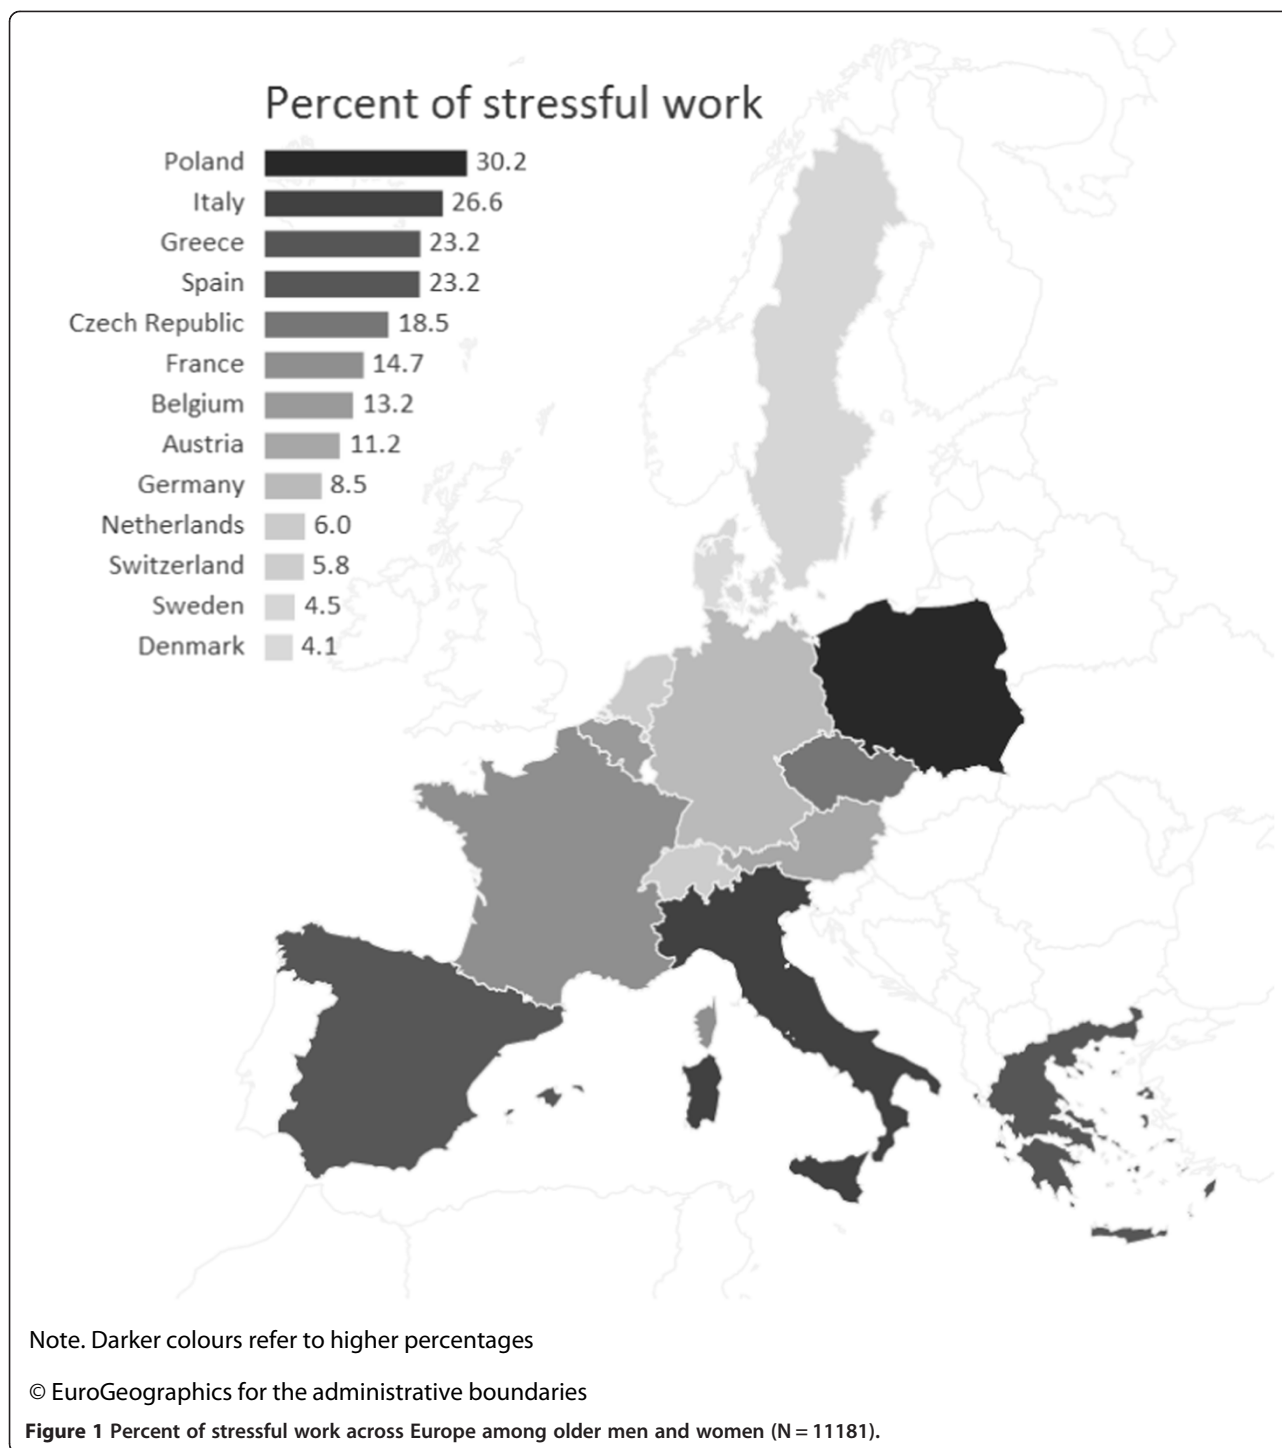 Percent of stressful work
Poland 30.2
Italy 26.6
Greece 23.2
Spain 23.2
Czech Republic 18.5
France 14.7
Belgium 13.2
Austria 11.2
Germany 8.5
Netherlands 6.0
Switzerland 5.8
Sweden 4.5
Denmark 4.1
Note. Darker colours refer to higher percentages
© EuroGeographics for the administrative boundaries
Figure 1 Percent of stressful work across Europe among older men and women (N = 11181).